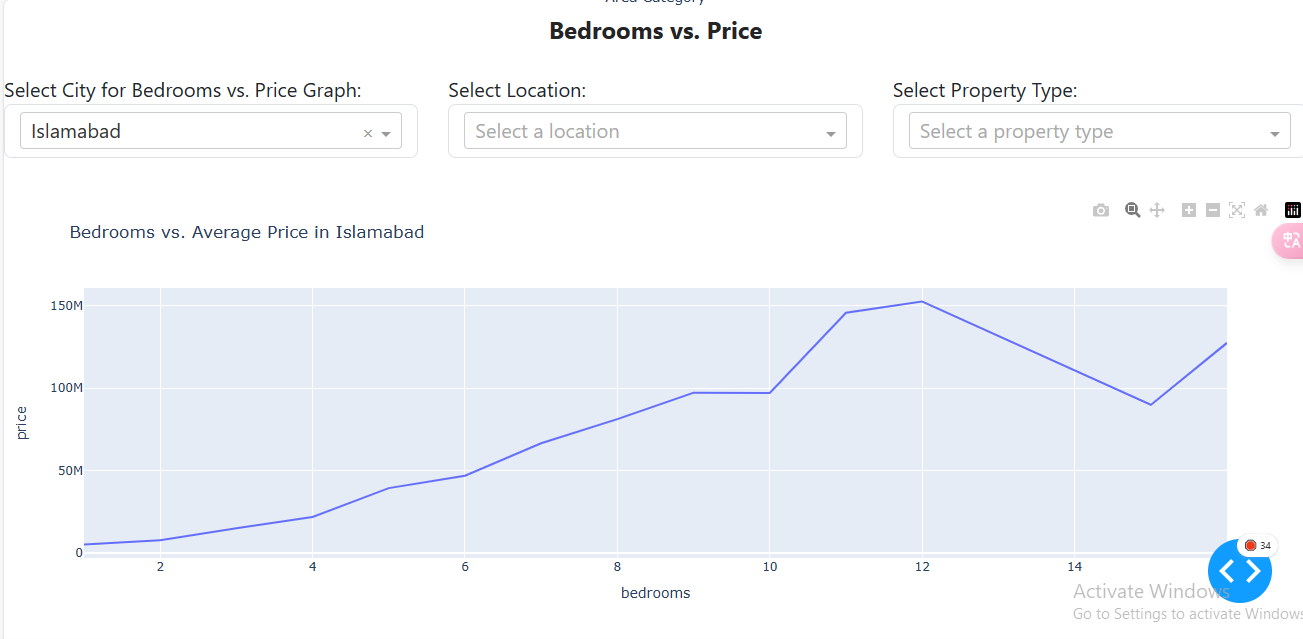 Area Category
Bedrooms vs. Price
Select City for Bedrooms vs. Price Graph:
Select Location:
Select Property Type:
Islamabad
×
Select a location
Select a property type
Bedrooms vs. Average Price in Islamabad
中
A
150M
100M
50M
0
price
2
4
6
8
10
12
14
bedrooms
34
Activate Windows
Go to Settings to activate Windows